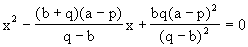 x² − (b + q)(a − p)/(q − b) x + bq(a − p)²/(q − b)² = 0